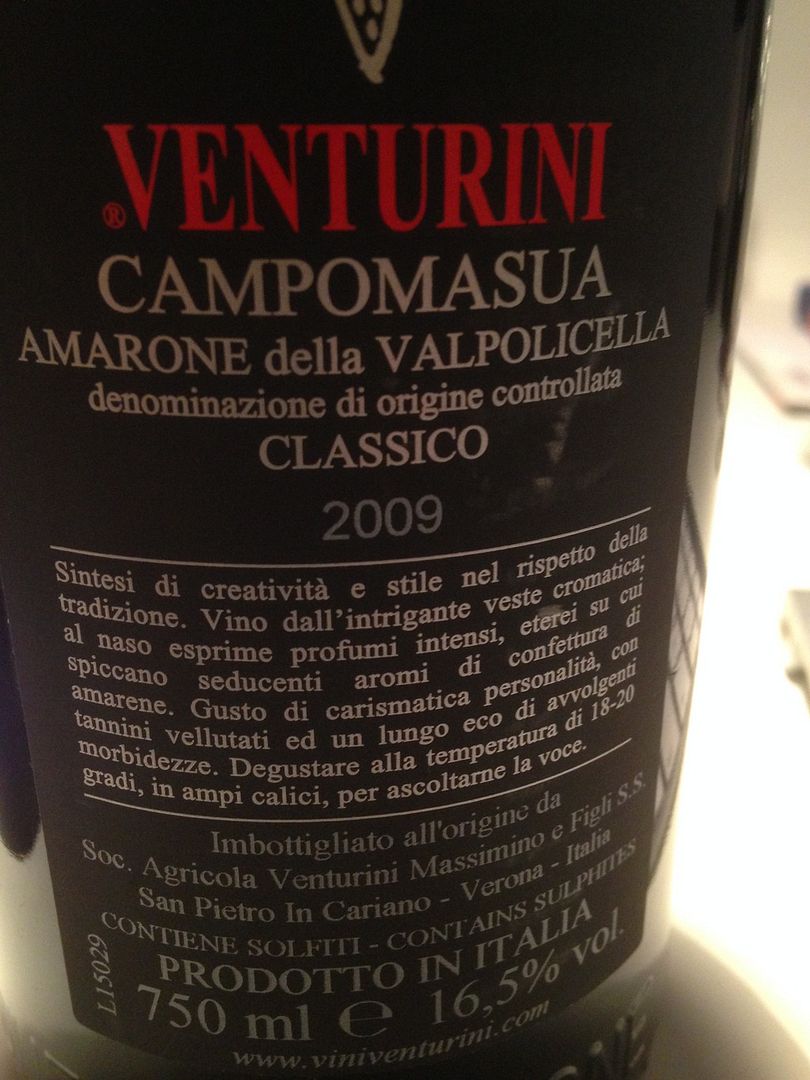 ®VENTURINI
CAMPOMASUA
AMARONE della VALPOLICELLA
denominazione di origine controllata
CLASSICO
2009
Sintesi di creatività e stile nel rispetto della
tradizione. Vino dall'intrigante veste cromatica;
al naso esprime profumi intensi, eterei su cui
spiccano seducenti aromi di confettura di
amarene. Gusto di carismatica personalità, con
tannini vellutati ed un lungo eco di avvolgenti
morbidezze. Degustare alla temperatura di 18-20
gradi, in ampi calici, per ascoltarne la voce.
Imbottigliato all'origine da
Soc. Agricola Venturini Massimino e Figli S.S.
San Pietro In Cariano - Verona - Italia
CONTIENE SOLFITI - CONTAINS SULPHITES
PRODOTTO IN ITALIA
L15029
750 ml e 16,5% vol.
www.viniventurini.com